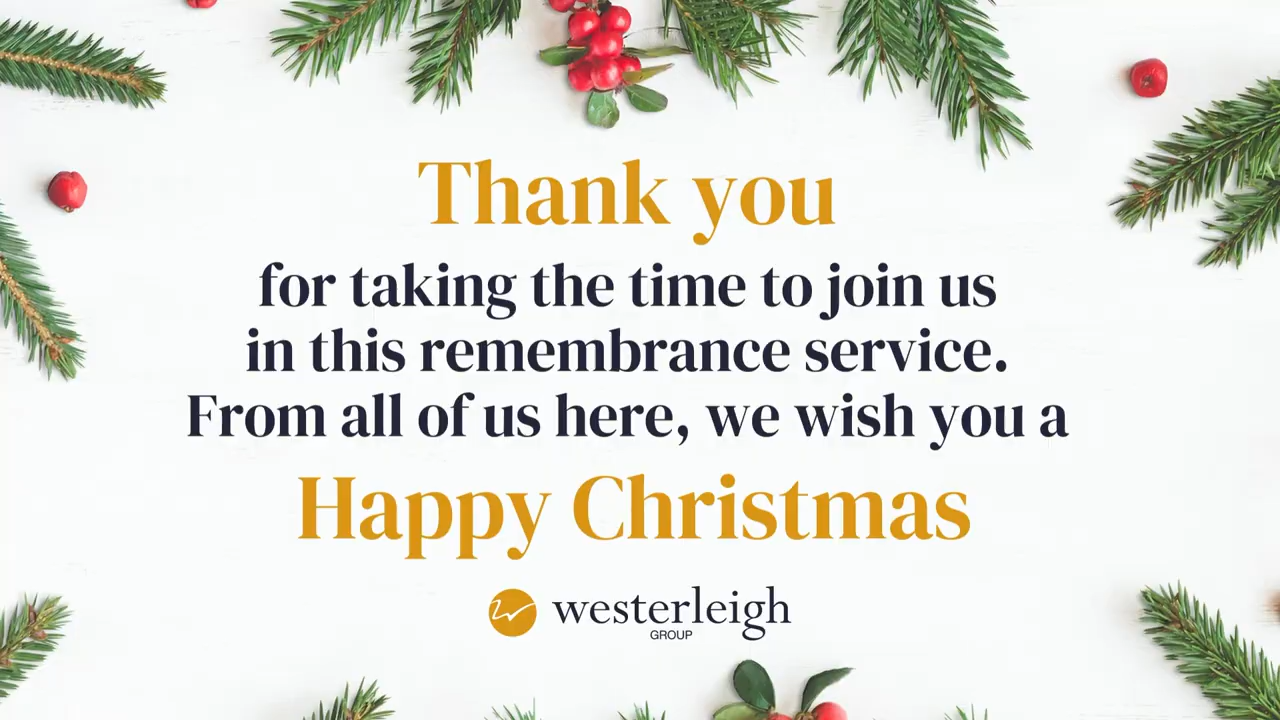 Thank you
for taking the time to join us
in this remembrance service.
From all of us here, we wish you a
Happy Christmas
westerleigh
GROUP